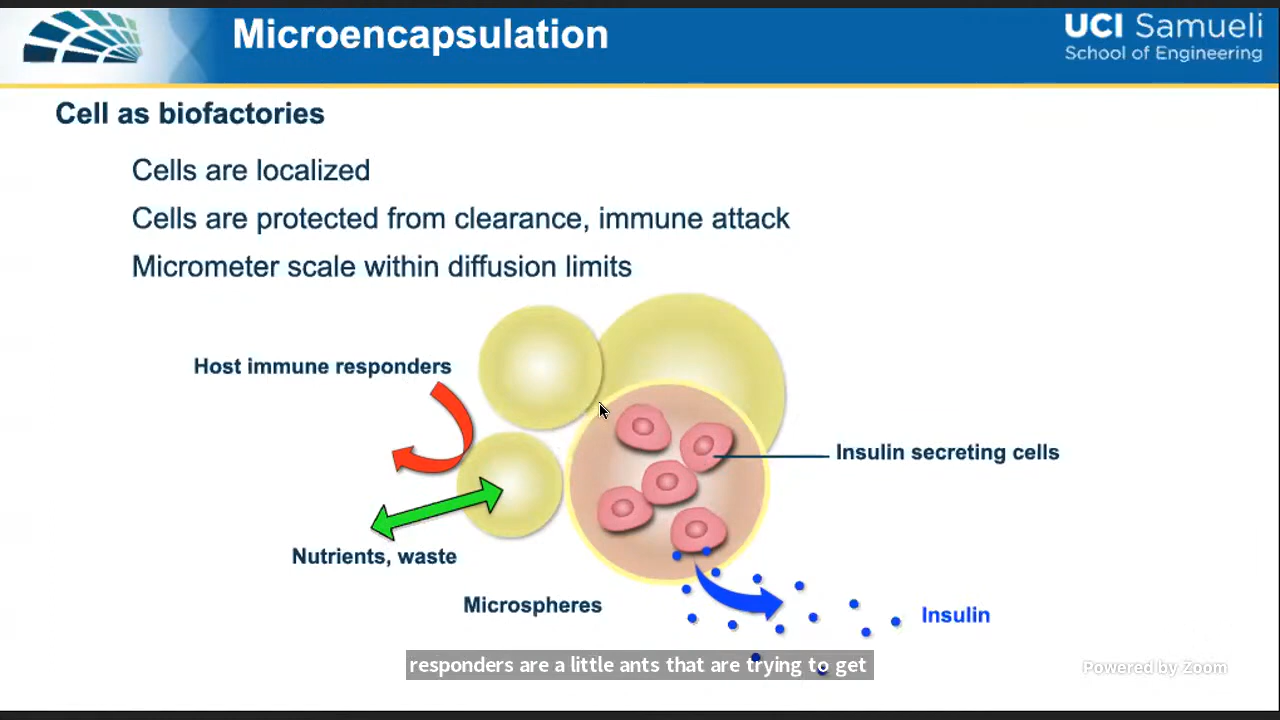 Microencapsulation
UCI Samueli
School of Engineering
Cell as biofactories
Cells are localized
Cells are protected from clearance, immune attack
Micrometer scale within diffusion limits
Host immune responders
Insulin secreting cells
Nutrients, waste
Microspheres
Insulin
responders are a little ants that are trying to get
Powered by Zoom